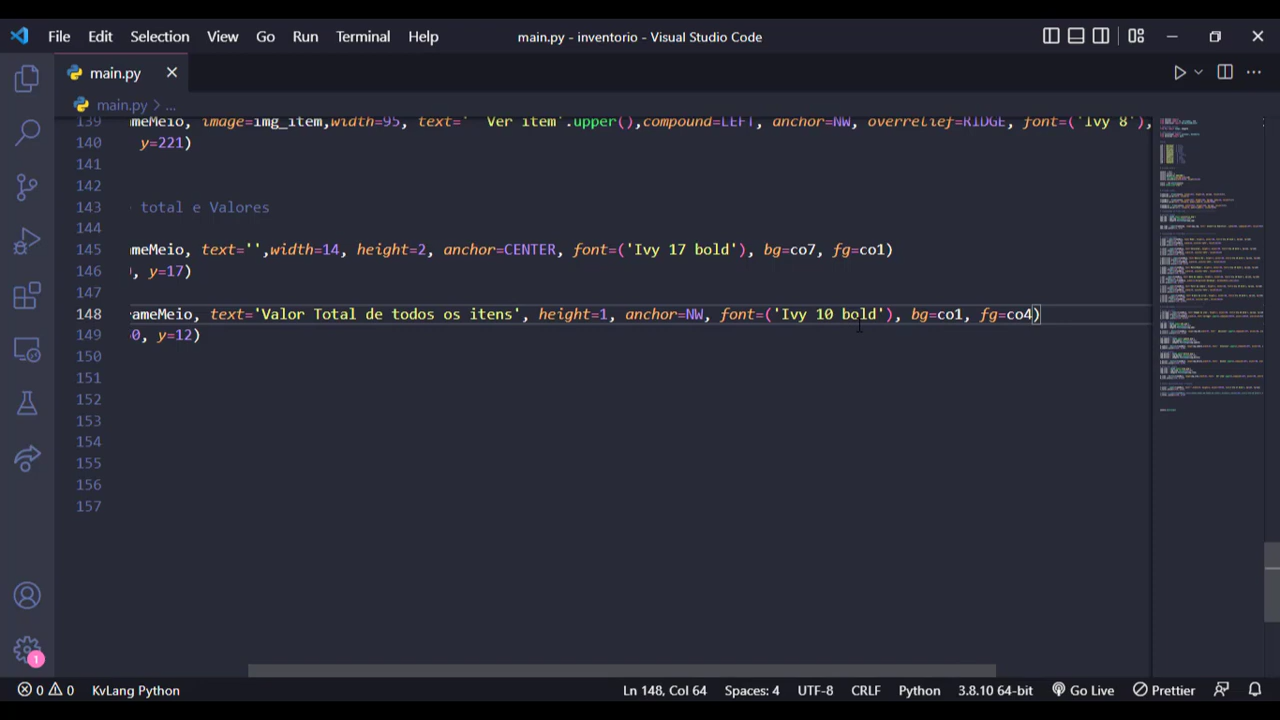 File Edit Selection View Go Run Terminal Help main.py - inventorio - Visual Studio Code
main.py
main.py > ...
139 ameMeio, image=img_item,width=95, text=' Ver item'.upper(),compound=LEFT, anchor=NW, overrelief=RIDGE, font=('Ivy 8'),
140 y=221)
141
142
143 total e Valores
144
145 ameMeio, text='',width=14, height=2, anchor=CENTER, font=('Ivy 17 bold'), bg=co7, fg=co1)
146 , y=17)
147
148 ameMeio, text='Valor Total de todos os itens', height=1, anchor=NW, font=('Ivy 10 bold'), bg=co1, fg=co4)
149 0, y=12)
150
151
152
153
154
155
156
157
1
0 0 KvLang Python Ln 148, Col 64 Spaces: 4 UTF-8 CRLF Python 3.8.10 64-bit Go Live Prettier